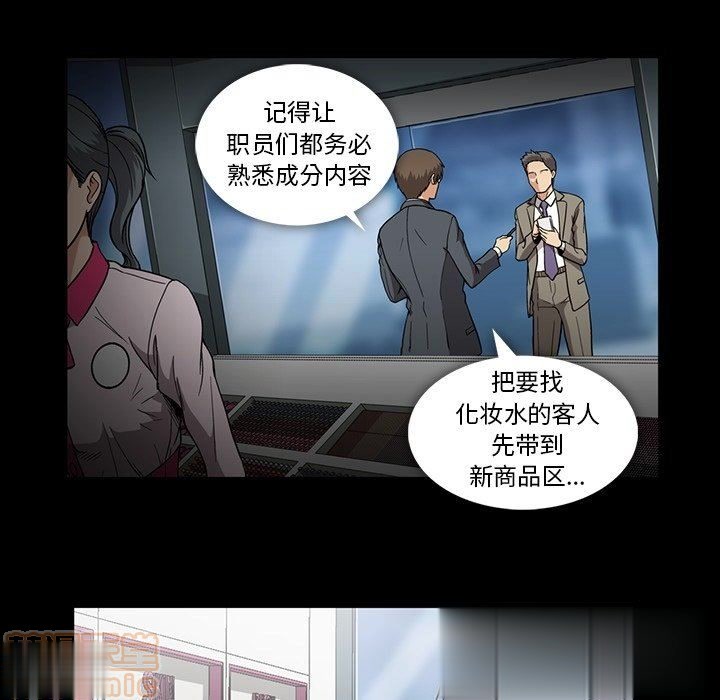 记得让
职员们都务必
熟悉成分内容
把要找
化妆水的客人
先带到
新商品区...